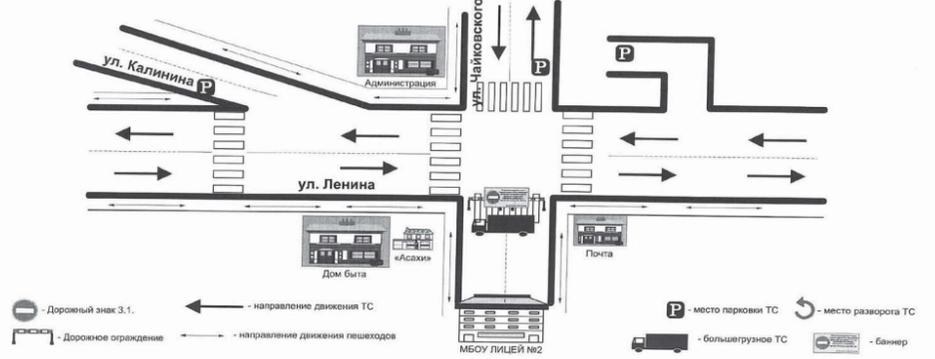 ул. Чайковского
ул. Калинина
P
P
P
Администрация
ул. Ленина
Дом быта
«Асахи»
Почта
МБОУ ЛИЦЕЙ №2
- Дорожный знак 3.1.
- направление движения ТС
P - место парковки ТС
- место разворота ТС
- Дорожное ограждение
- направление движения пешеходов
- большегрузное ТС
- баннер